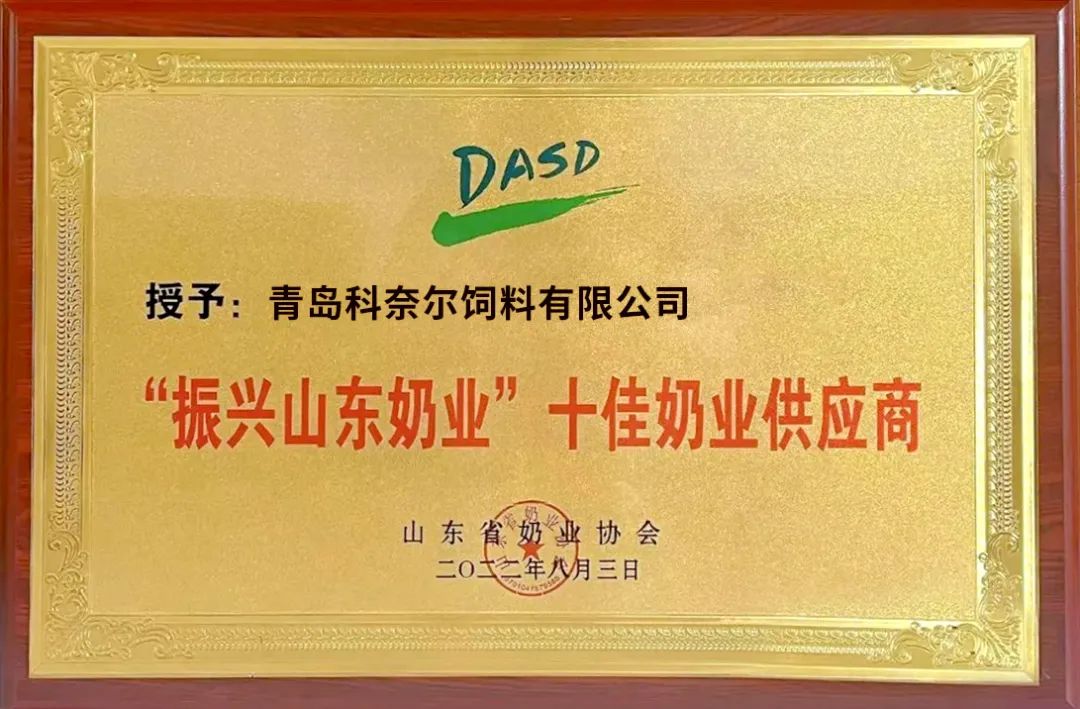 DASD
授予：青岛科奈尔饲料有限公司
“振兴山东奶业”十佳奶业供应商
山东省奶业协会
二〇二二年八月三日